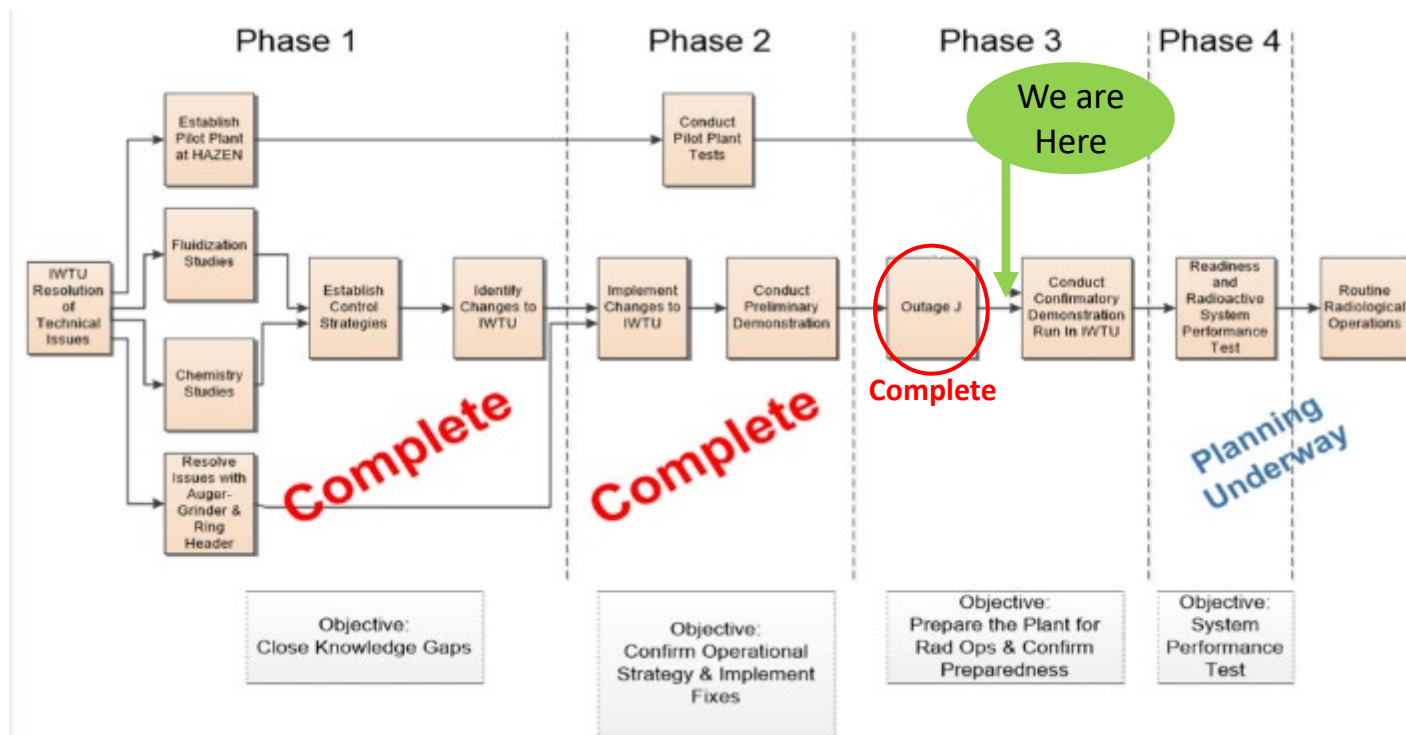 Phase 1
Phase 2
Phase 3
Phase 4
We are
Here
Establish
Pilot Plant
at HAZEN
Conduct
Pilot Plant
Tests
Fluidization
Studies
IWTU
Resolution
of
Technical
Issues
Establish
Control
Strategies
Identify
Changes to
IWTU
Implement
Changes to
IWTU
Conduct
Preliminary
Demonstration
Outage J
Complete
Conduct
Confirmatory
Demonstration
Run In IWTU
Readiness
and
Radioactive
System
Performance
Test
Routine
Radiological
Operations
Chemistry
Studies
Resolve
Issues with
Auger-
Grinder &
Ring
Header
Complete
Complete
Planning
Underway
Objective:
Close Knowledge Gaps
Objective:
Confirm Operational
Strategy & Implement
Fixes
Objective:
Prepare the Plant for
Rad Ops & Confirm
Preparedness
Objective:
System
Performance
Test